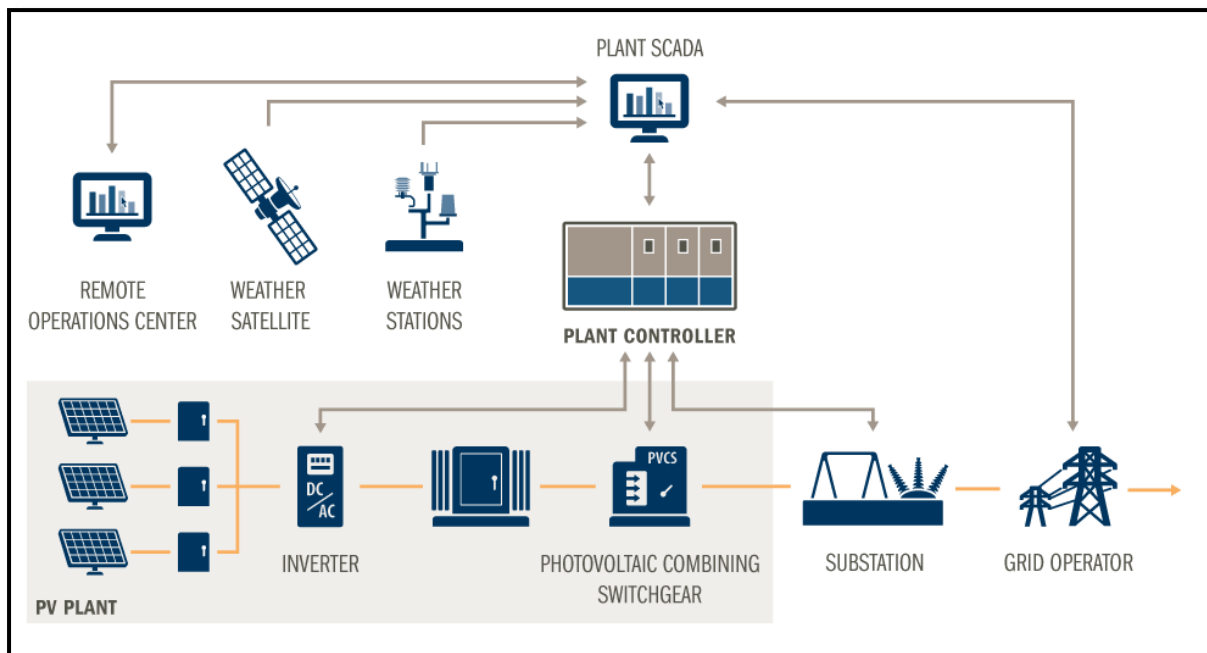 PLANT SCADA
REMOTE
OPERATIONS CENTER
WEATHER
SATELLITE
WEATHER
STATIONS
PLANT CONTROLLER
PVCS
DC
AC
INVERTER
PHOTOVOLTAIC COMBINING
SWITCHGEAR
SUBSTATION
GRID OPERATOR
PV PLANT